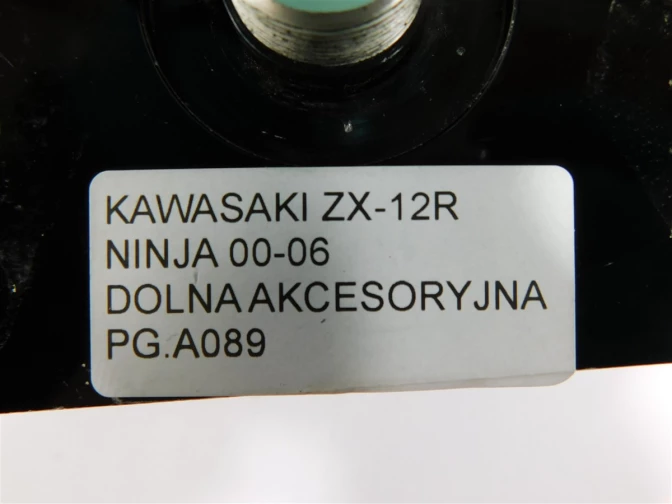 KAWASAKI ZX-12R
NINJA 00-06
DOLNA AKCESORYJNA
PG.A089